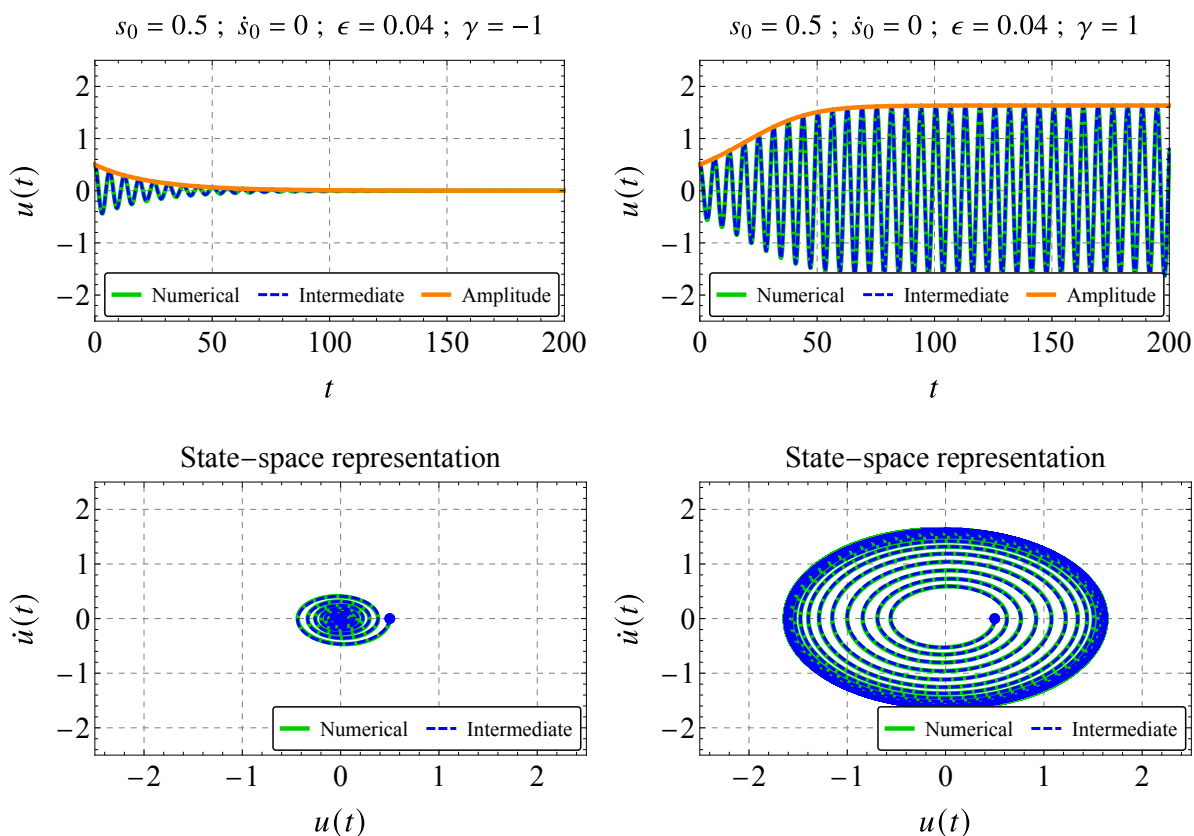 s₀ = 0.5 ; ṡ₀ = 0 ; ϵ = 0.04 ; γ = −1
u(t)
2
1
0
−1
−2
Numerical Intermediate Amplitude
0 50 100 150 200
t
s₀ = 0.5 ; ṡ₀ = 0 ; ϵ = 0.04 ; γ = 1
u(t)
2
1
0
−1
−2
Numerical Intermediate Amplitude
0 50 100 150 200
t
State−space representation
u̇(t)
2
1
0
−1
−2
Numerical Intermediate
−2 −1 0 1 2
u(t)
State−space representation
u̇(t)
2
1
0
−1
−2
Numerical Intermediate
−2 −1 0 1 2
u(t)